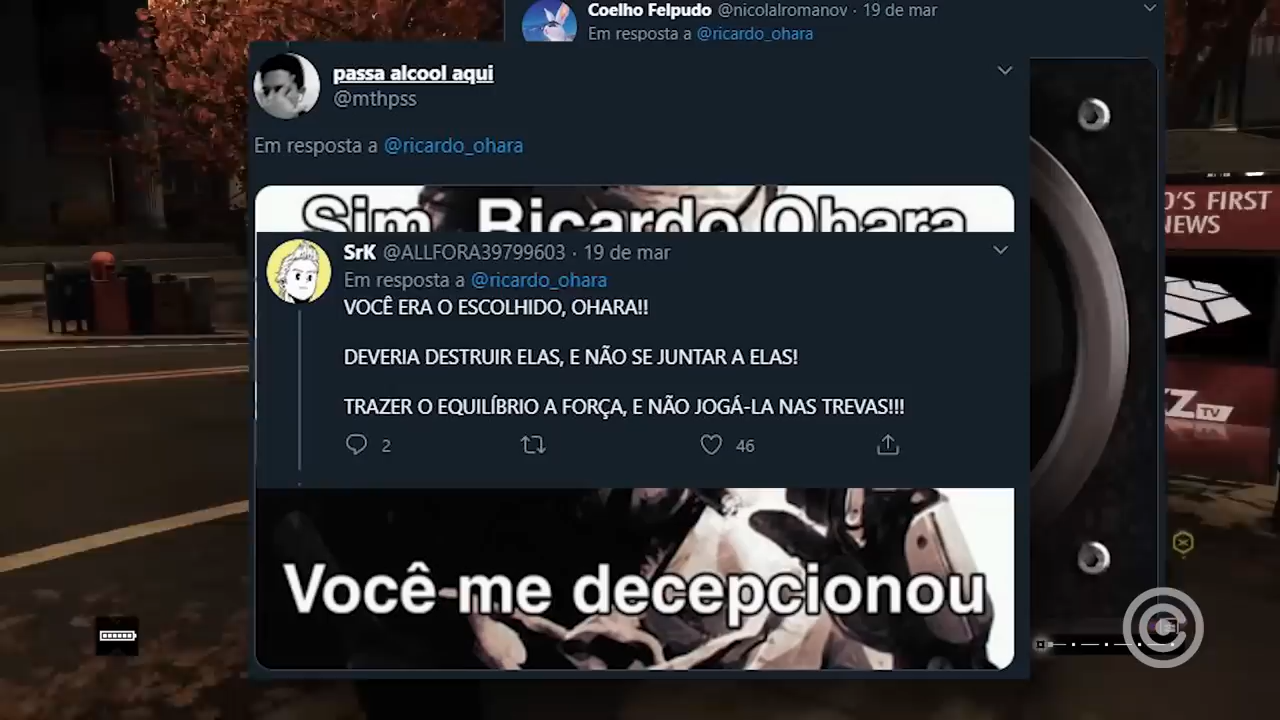 Coelho Felpudo @nicolalromanov · 19 de mar
Em resposta a @ricardo_ohara
passa alcool aqui
@mthpss
Em resposta a @ricardo_ohara
Sim, Ricardo Ohara
SrK @ALLFORA39799603 · 19 de mar
Em resposta a @ricardo_ohara
VOCÊ ERA O ESCOLHIDO, OHARA!!
DEVERIA DESTRUIR ELAS, E NÃO SE JUNTAR A ELAS!
TRAZER O EQUILÍBRIO A FORÇA, E NÃO JOGÁ-LA NAS TREVAS!!!
2 46
Você me decepcionou
D'S FIRST
NEWS
TV